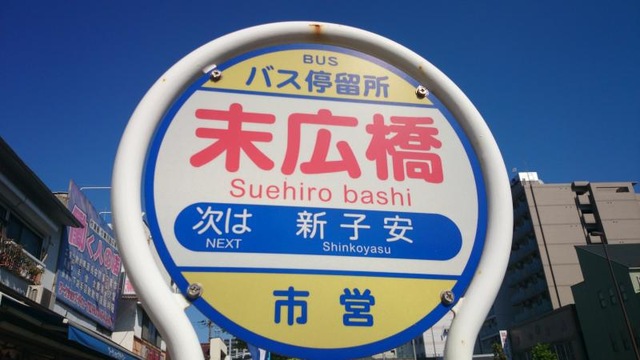 BUS
バス停留所
末広橋
Suehiro bashi
次は 新子安
NEXT Shinkoyasu
市営